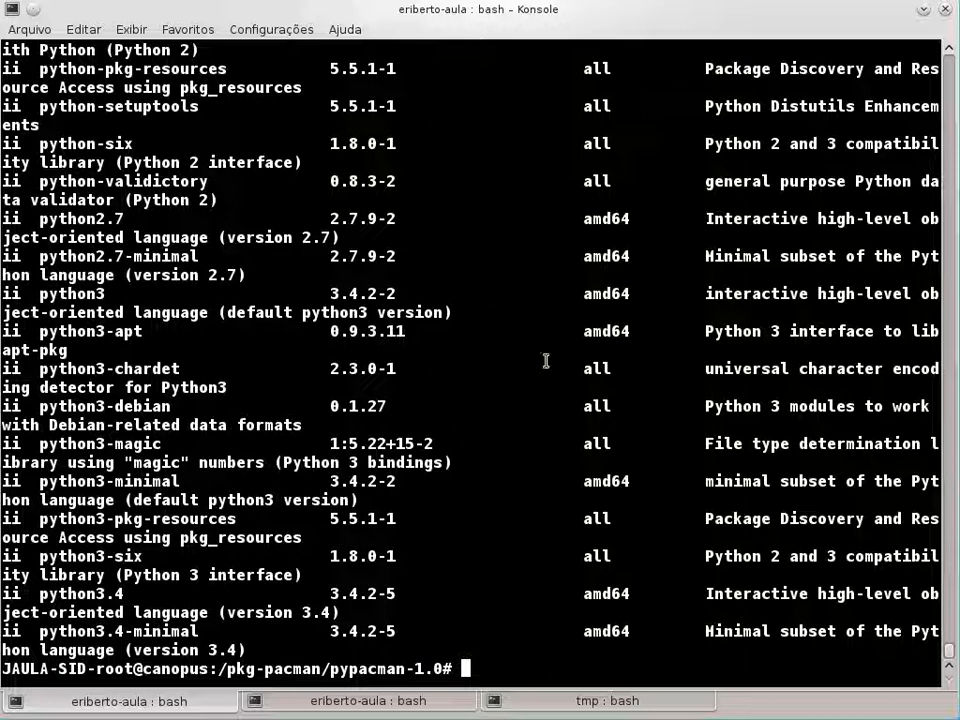 eriberto-aula : bash – Konsole
Arquivo Editar Exibir Favoritos Configurações Ajuda
ith Python (Python 2)
ii python-pkg-resources 5.5.1-1 all Package Discovery and Res
ource Access using pkg_resources
ii python-setuptools 5.5.1-1 all Python Distutils Enhancem
ents
ii python-six 1.8.0-1 all Python 2 and 3 compatibil
ity library (Python 2 interface)
ii python-validictory 0.8.3-2 all general purpose Python da
ta validator (Python 2)
ii python2.7 2.7.9-2 amd64 Interactive high-level ob
ject-oriented language (version 2.7)
ii python2.7-minimal 2.7.9-2 amd64 Minimal subset of the Pyt
hon language (version 2.7)
ii python3 3.4.2-2 amd64 interactive high-level ob
ject-oriented language (default python3 version)
ii python3-apt 0.9.3.11 amd64 Python 3 interface to lib
apt-pkg
ii python3-chardet 2.3.0-1 all universal character encod
ing detector for Python3
ii python3-debian 0.1.27 all Python 3 modules to work
with Debian-related data formats
ii python3-magic 1:5.22+15-2 all File type determination l
ibrary using "magic" numbers (Python 3 bindings)
ii python3-minimal 3.4.2-2 amd64 minimal subset of the Pyt
hon language (default python3 version)
ii python3-pkg-resources 5.5.1-1 all Package Discovery and Res
ource Access using pkg_resources
ii python3-six 1.8.0-1 all Python 2 and 3 compatibil
ity library (Python 3 interface)
ii python3.4 3.4.2-5 amd64 Interactive high-level ob
ject-oriented language (version 3.4)
ii python3.4-minimal 3.4.2-5 amd64 Minimal subset of the Pyt
hon language (version 3.4)
JAULA-SID-root@canopus:/pkg-pacman/pypacman-1.0#
eriberto-aula : bash eriberto-aula : bash tmp : bash